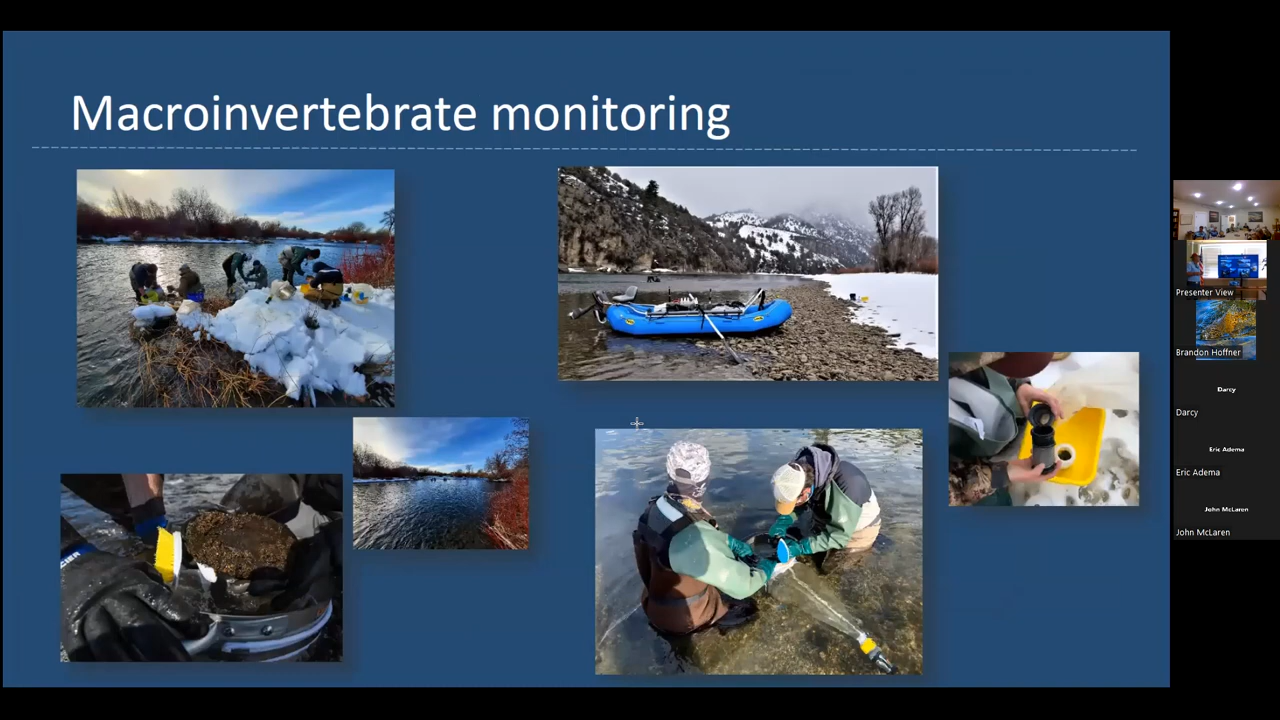 Macroinvertebrate monitoring
Presenter View
Brandon Hoffner
Darcy
Darcy
Eric Adema
Eric Adema
John McLaren
John McLaren